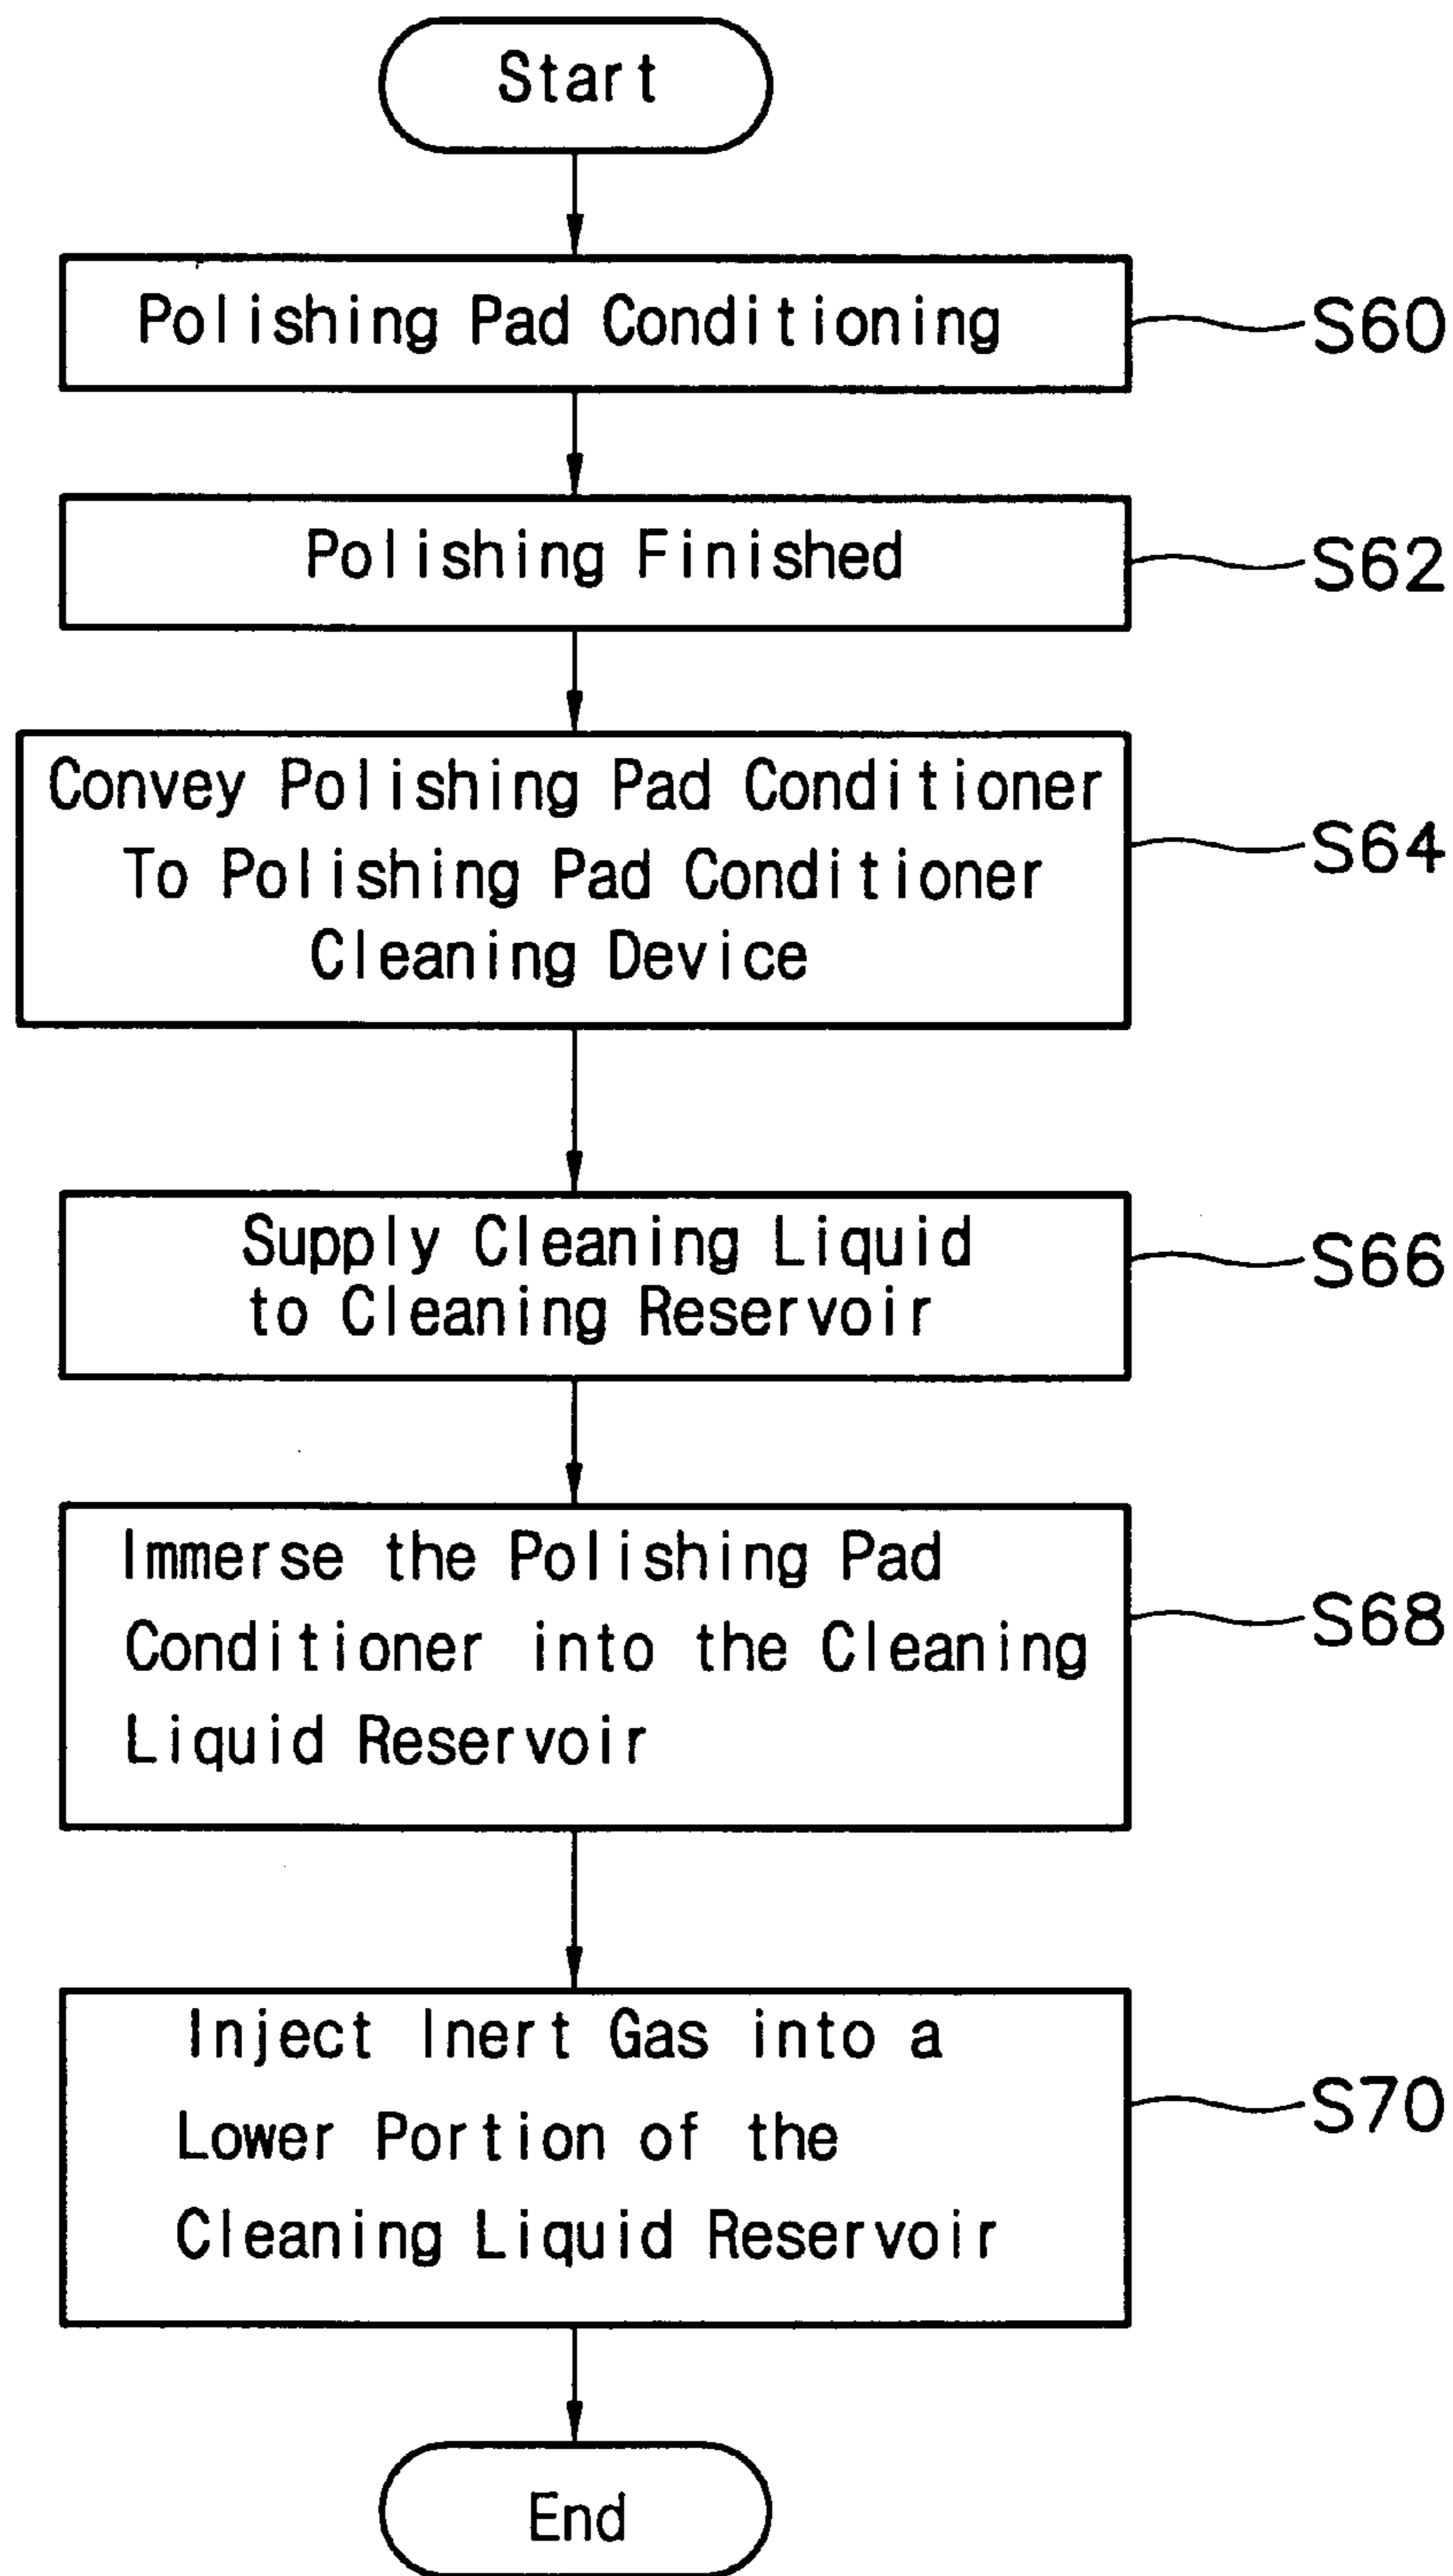 Start
Polishing Pad Conditioning
S60
Polishing Finished
S62
Convey Polishing Pad Conditioner
To Polishing Pad Conditioner
Cleaning Device
S64
Supply Cleaning Liquid
to Cleaning Reservoir
S66
Immerse the Polishing Pad
Conditioner into the Cleaning
Liquid Reservoir
S68
Inject Inert Gas into a
Lower Portion of the
Cleaning Liquid Reservoir
S70
End